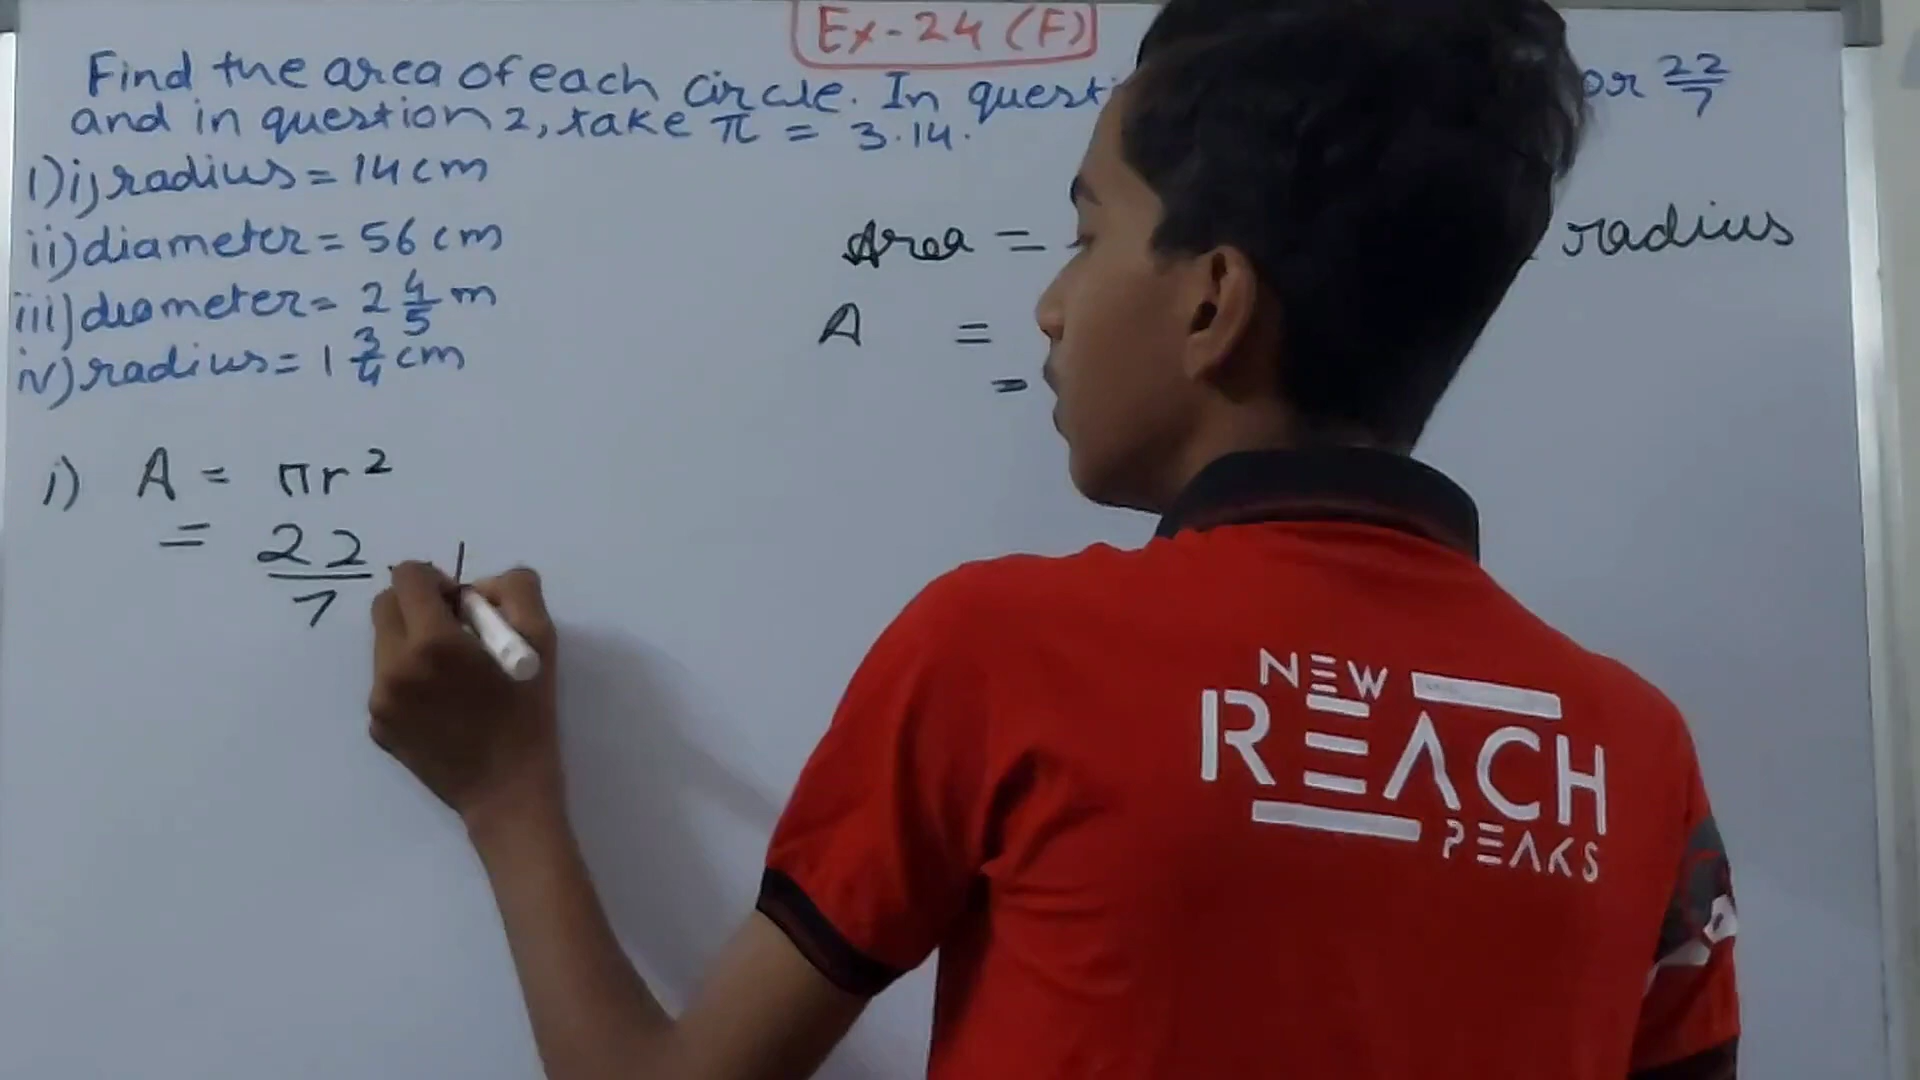 Ex-24 (F)
Find the area of each circle. In questi or 22/7
and in question 2, take π = 3.14.
1) i) radius = 14 cm
ii) diameter = 56 cm
iii) diameter = 2 4/5 m
iv) radius = 1 3/4 cm
Area = radius
A =
=
i) A = πr²
= 22/7
NEW
REACH
PEAKS